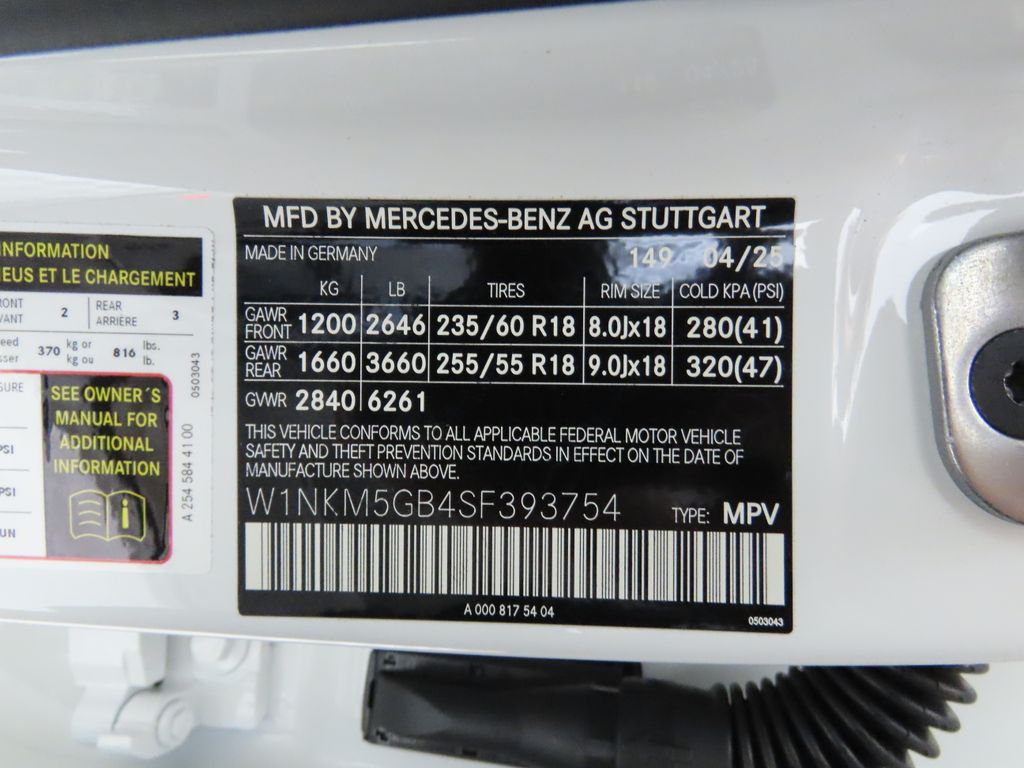 INFORMATION
EUS ET LE CHARGEMENT
2
REAR
ARRIÈRE
3
370 kg or
kg ou
816 lbs.
lb.
0503043
SEE OWNER´S
MANUAL FOR
ADDITIONAL
INFORMATION
PSI
PSI
A 254 584 41 00
MFD BY MERCEDES-BENZ AG STUTTGART
MADE IN GERMANY 149 04/25
KG LB TIRES RIM SIZE COLD KPA (PSI)
GAWR
FRONT 1200 2646 235/60 R18 8.0Jx18 280(41)
GAWR
REAR 1660 3660 255/55 R18 9.0Jx18 320(47)
GVWR 2840 6261
THIS VEHICLE CONFORMS TO ALL APPLICABLE FEDERAL MOTOR VEHICLE
SAFETY AND THEFT PREVENTION STANDARDS IN EFFECT ON THE DATE OF
MANUFACTURE SHOWN ABOVE.
W1NKM5GB4SF393754 TYPE: MPV
A 000 817 54 04
0503043